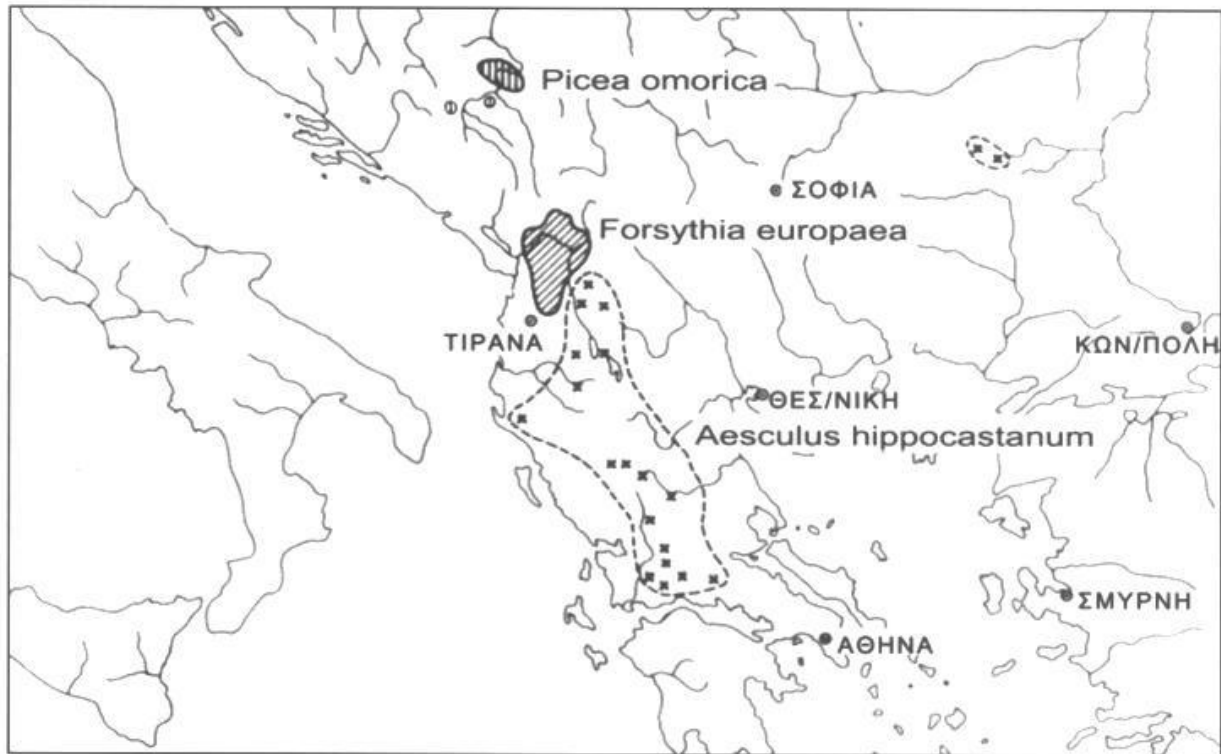 Picea omorica
ΣΟΦΙΑ
Forsythia europaea
ΤΙΡΑΝΑ
ΚΩΝ/ΠΟΛΗ
ΘΕΣ/ΝΙΚΗ
Aesculus hippocastanum
ΣΜΥΡΝΗ
ΑΘΗΝΑ